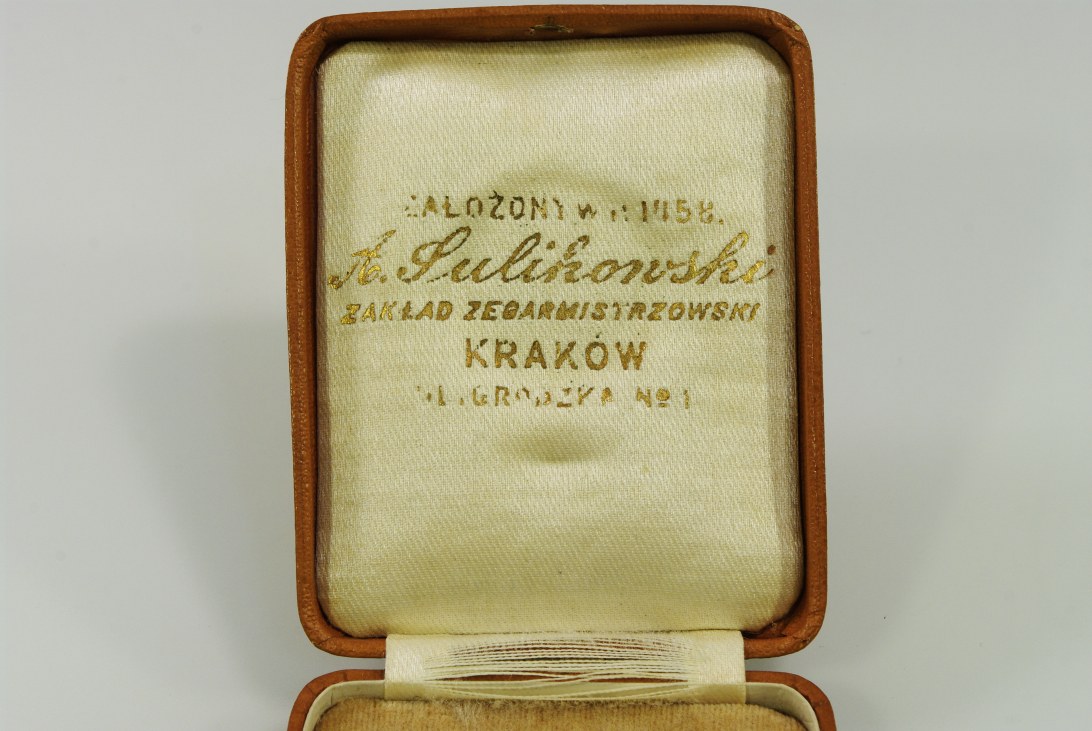 ZAŁOŻONY W R. 1858.
A. Sulikowski
ZAKŁAD ZEGARMISTRZOWSKI
KRAKÓW
UL. GRODZKA Nº 1